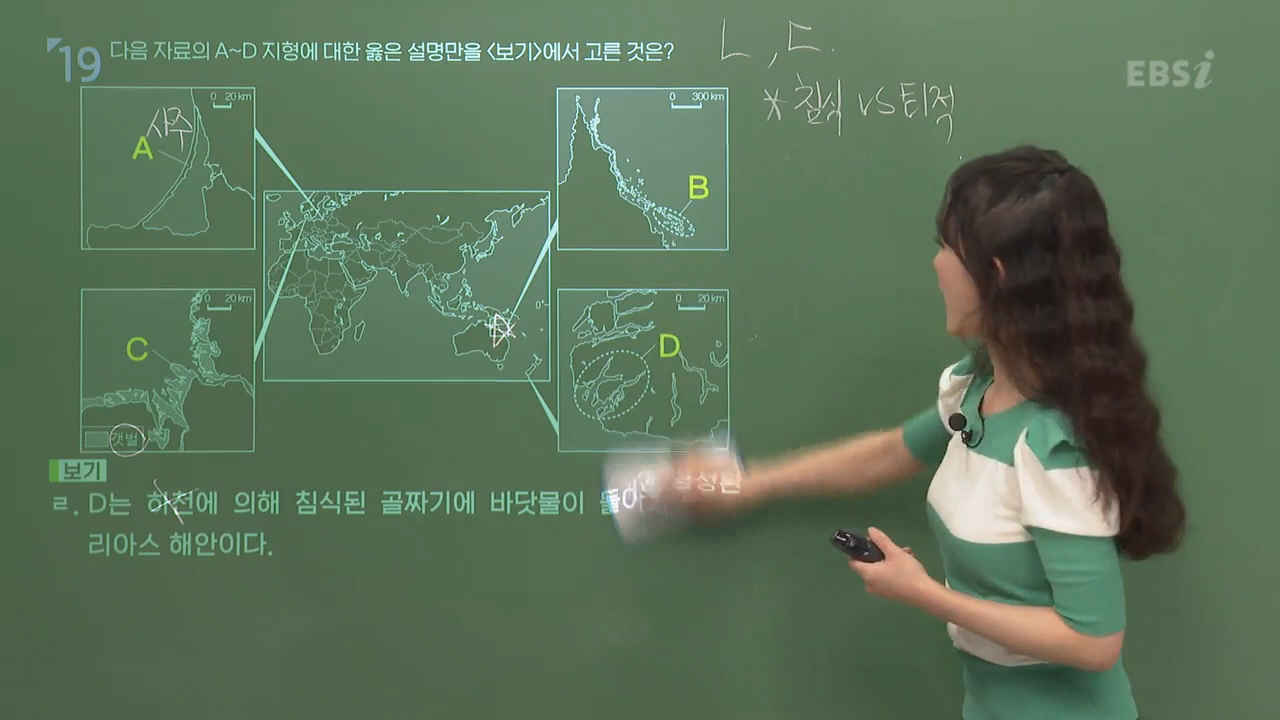 19 다음 자료의 A~D 지형에 대한 옳은 설명만을 <보기>에서 고른 것은?
ㄴ, ㄷ.
* 침식 vs 퇴적
EBSi
0 20 km
사주
A
0 300 km
B
0°
0 20 km
C
갯벌
0 20 km
D
보기
ㄹ. D는 하천에 의해 침식된 골짜기에 바닷물이
리아스 해안이다.